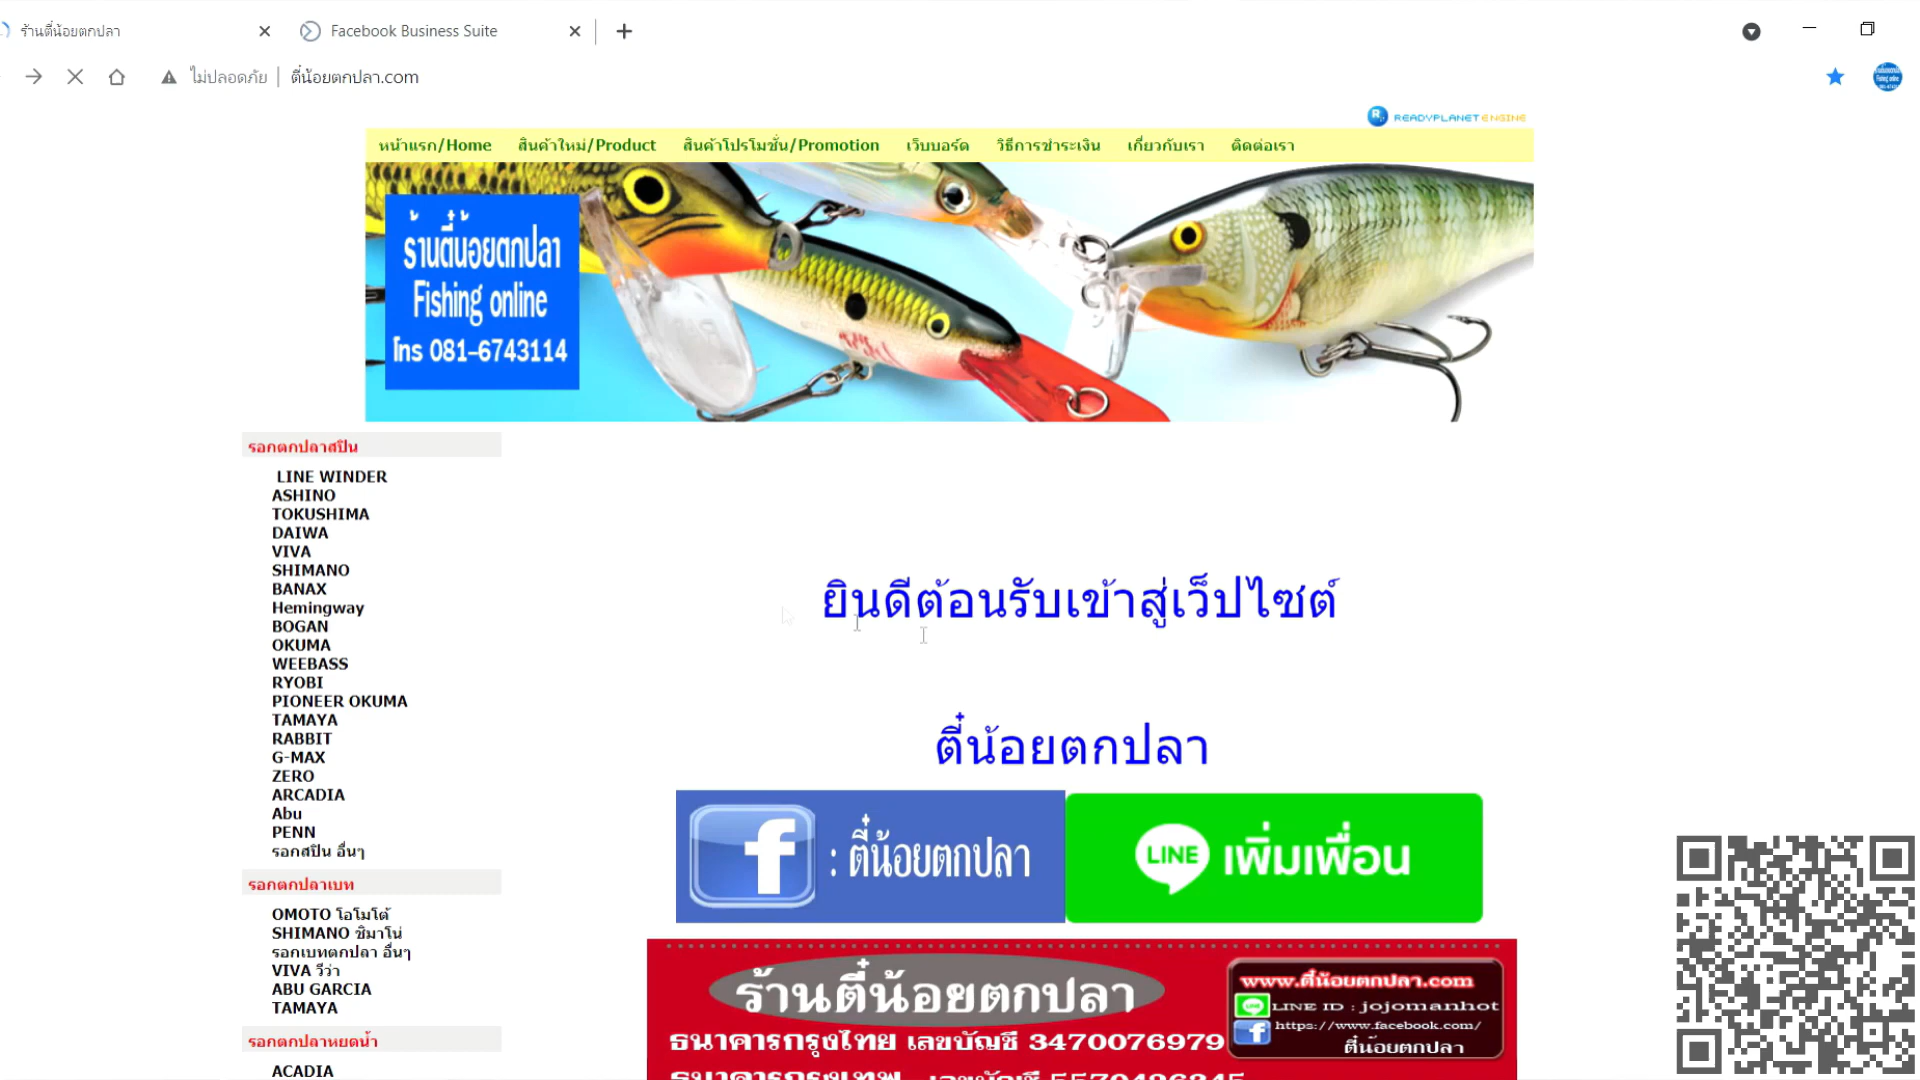 ร้านตี๋น้อยตกปลา
Facebook Business Suite
ไม่ปลอดภัย
ตี๋น้อยตกปลา.com
READYPLANET ENGINE
หน้าแรก/Home สินค้าใหม่/Product สินค้าโปรโมชั่น/Promotion เว็บบอร์ด วิธีการชำระเงิน เกี่ยวกับเรา ติดต่อเรา
ร้านตี๋น้อยตกปลา
Fishing online
โทร 081-6743114
รอกตกปลาสปิน
LINE WINDER
ASHINO
TOKUSHIMA
DAIWA
VIVA
SHIMANO
BANAX
Hemingway
BOGAN
OKUMA
WEEBASS
RYOBI
PIONEER OKUMA
TAMAYA
RABBIT
G-MAX
ZERO
ARCADIA
Abu
PENN
รอกสปิน อื่นๆ
รอกตกปลาเบท
OMOTO โอโมโต้
SHIMANO ชิมาโน่
รอกเบทตกปลา อื่นๆ
VIVA วีว่า
ABU GARCIA
TAMAYA
รอกตกปลาหยดน้ำ
ACADIA
ยินดีต้อนรับเข้าสู่เว็ปไซต์
ตี๋น้อยตกปลา
f : ตี๋น้อยตกปลา
LINE เพิ่มเพื่อน
ร้านตี๋น้อยตกปลา
www.ตี๋น้อยตกปลา.com
LINE ID : jojomanhot
https://www.facebook.com/
ตี๋น้อยตกปลา
ธนาคารกรุงไทย เลขบัญชี 3470076979